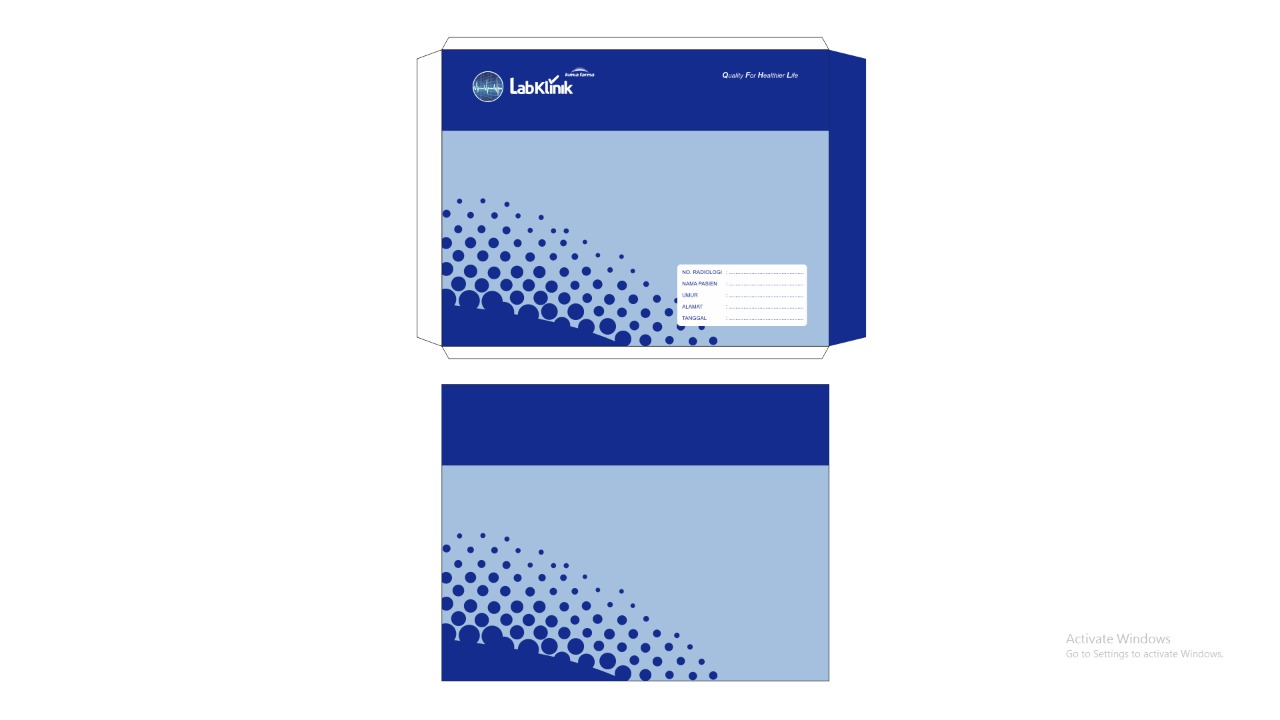 kimia farma
LabKlinik
Quality For Healthier Life
NO. RADIOLOGI : ................................
NAMA PASIEN : ................................
UMUR : ................................
ALAMAT : ................................
TANGGAL : ................................
Activate Windows
Go to Settings to activate Windows.